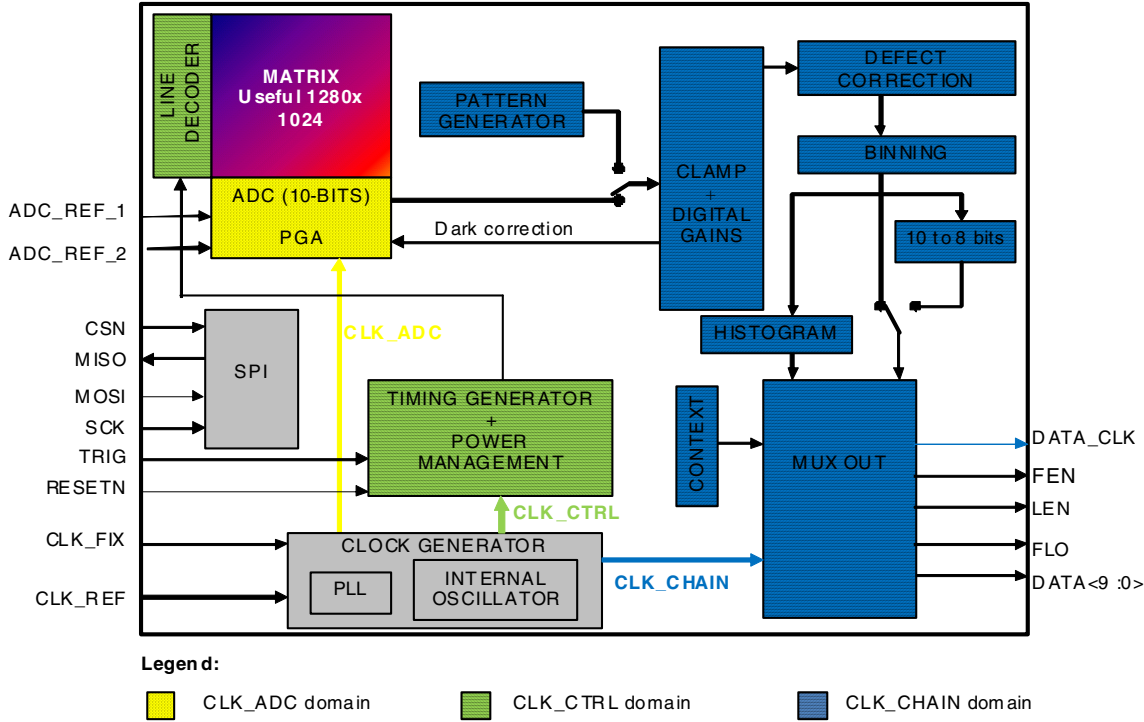 LINE
DECODER
MATRIX
Useful 1280x
1024
ADC (10-BITS)
PGA
PATTERN
GENERATOR
CLAMP
+
DIGITAL
GAINS
DEFECT
CORRECTION
BINNING
10 to 8 bits
HISTOGRAM
Dark correction
ADC_REF_1
ADC_REF_2
CSN
MISO
MOSI
SCK
TRIG
RESETN
CLK_FIX
CLK_REF
SPI
CLK_ADC
TIMING GENERATOR
+
POWER
MANAGEMENT
CLK_CTRL
CONTEXT
MUX OUT
CLOCK GENERATOR
PLL
INTERNAL
OSCILLATOR
CLK_CHAIN
DATA_CLK
FEN
LEN
FLO
DATA<9 :0>
Legend:
CLK_ADC domain
CLK_CTRL domain
CLK_CHAIN domain